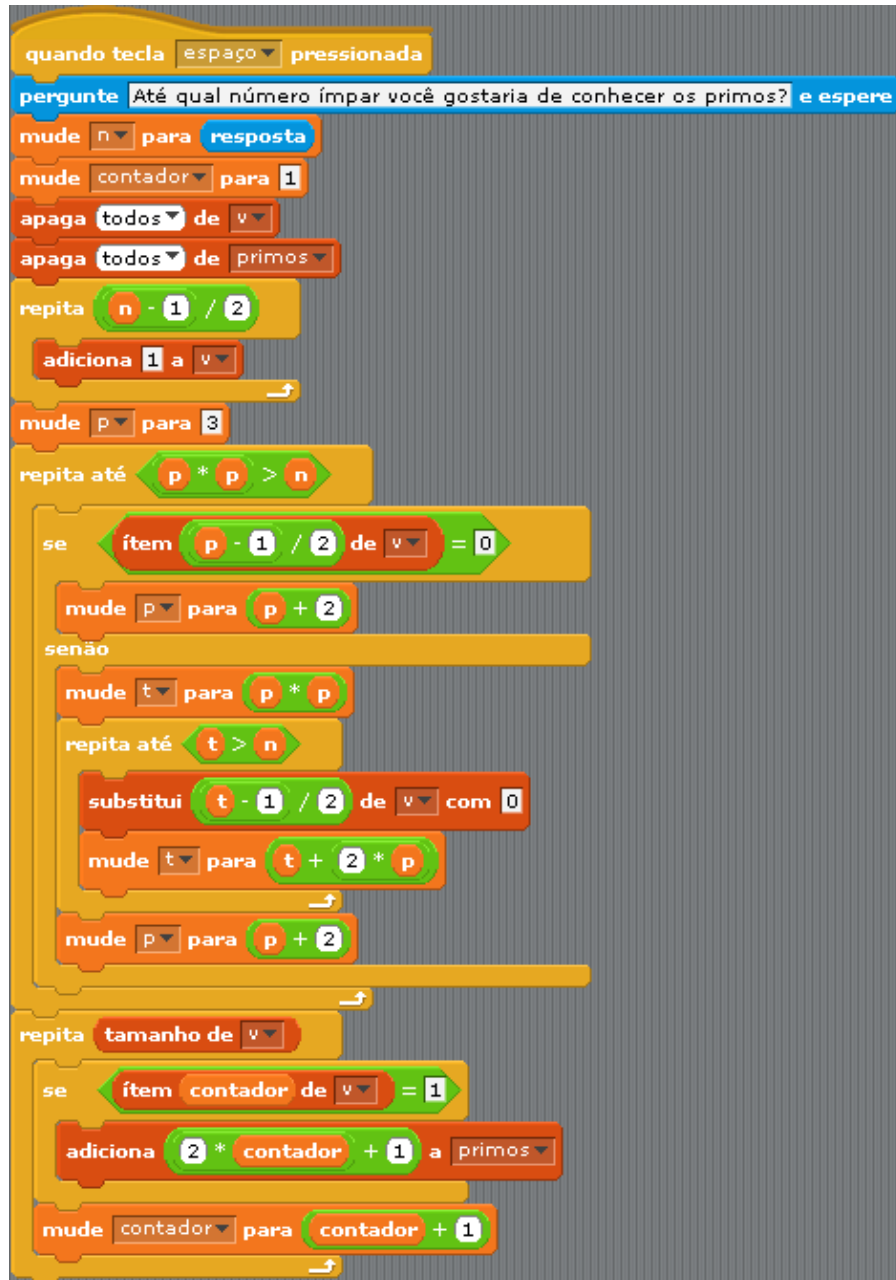 quando tecla espaço pressionada
pergunte Até qual número ímpar você gostaria de conhecer os primos? e espere
mude n para resposta
mude contador para 1
apaga todos de v
apaga todos de primos
repita n - 1 / 2
adiciona 1 a v
mude p para 3
repita até p * p > n
se ítem p - 1 / 2 de v = 0
mude p para p + 2
senão
mude t para p * p
repita até t > n
substitui t - 1 / 2 de v com 0
mude t para t + 2 * p
mude p para p + 2
repita tamanho de v
se ítem contador de v = 1
adiciona 2 * contador + 1 a primos
mude contador para contador + 1